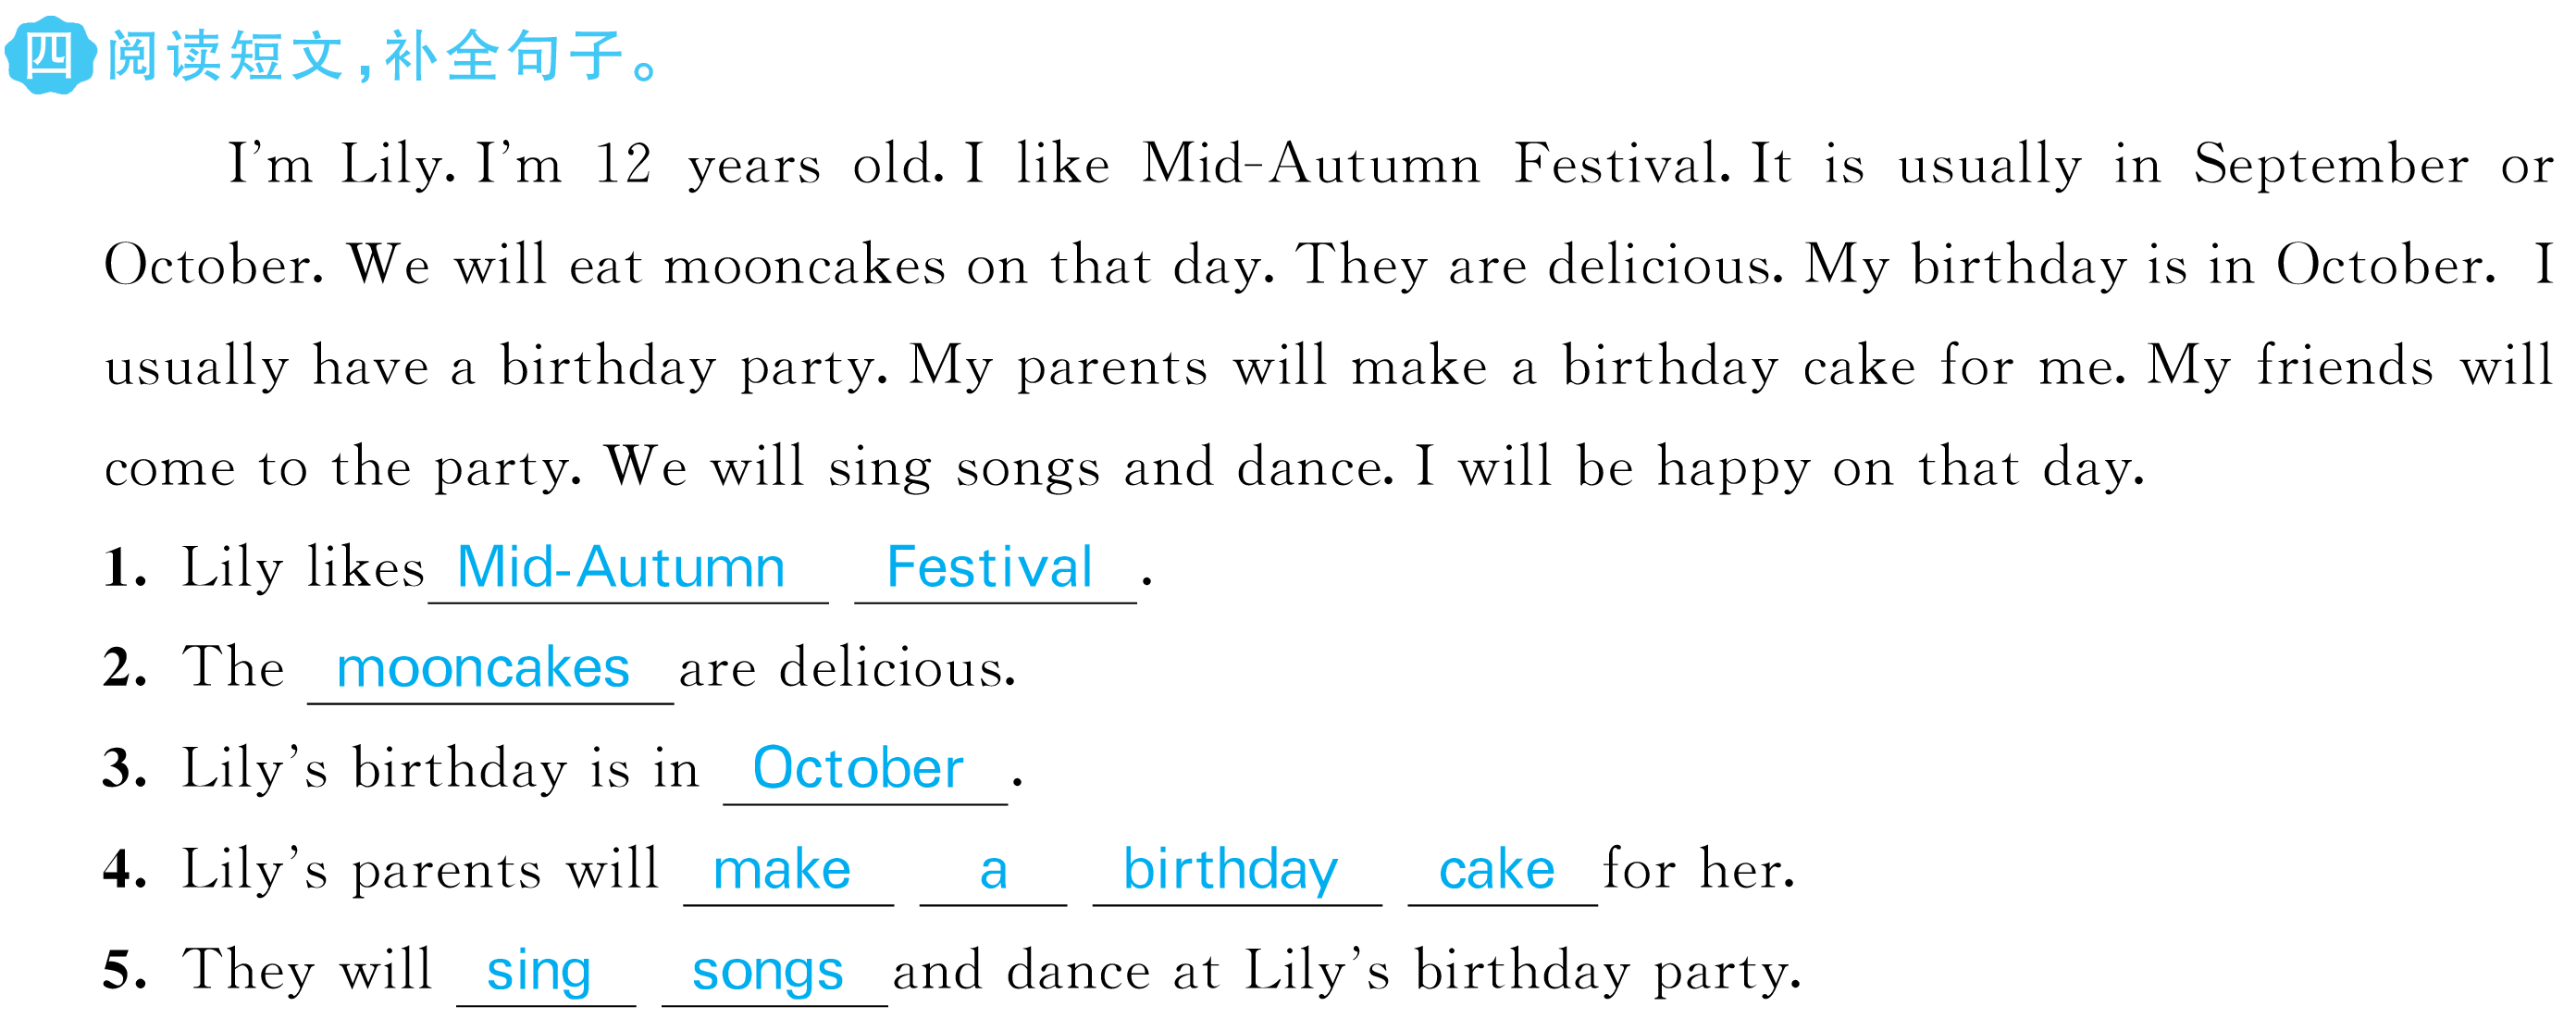 四 阅读短文,补全句子。
I'm Lily. I'm 12 years old. I like Mid-Autumn Festival. It is usually in September or
October. We will eat mooncakes on that day. They are delicious. My birthday is in October. I
usually have a birthday party. My parents will make a birthday cake for me. My friends will
come to the party. We will sing songs and dance. I will be happy on that day.
1. Lily likes Mid-Autumn Festival.
2. The mooncakes are delicious.
3. Lily's birthday is in October.
4. Lily's parents will make a birthday cake for her.
5. They will sing songs and dance at Lily's birthday party.